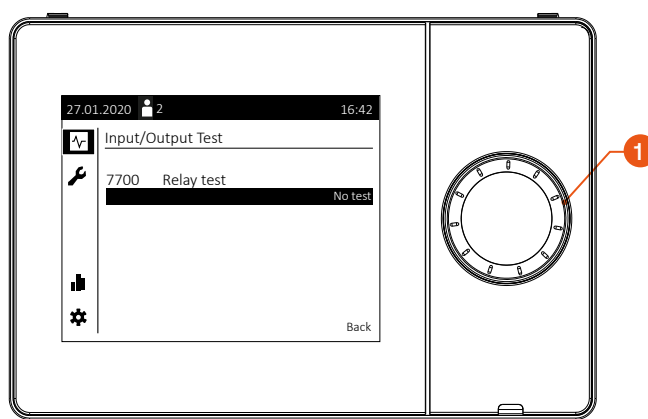 27.01.2020 2 16:42
Input/Output Test
7700 Relay test
No test
Back
1